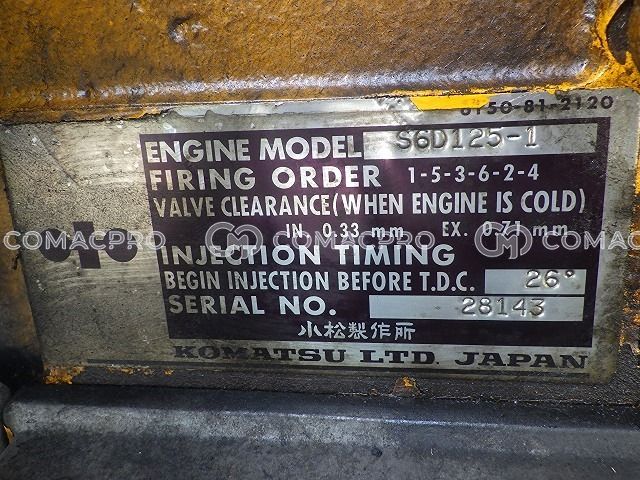 6150-81-2120
ENGINE MODEL S6D125-1
FIRING ORDER 1-5-3-6-2-4
VALVE CLEARANCE(WHEN ENGINE IS COLD)
IN 0.33 mm EX. 0.71 mm
COMACPRO COMACPRO COMACPRO
INJECTION TIMING
BEGIN INJECTION BEFORE T.D.C. 26°
SERIAL NO. 28143
小松製作所
KOMATSU LTD. JAPAN